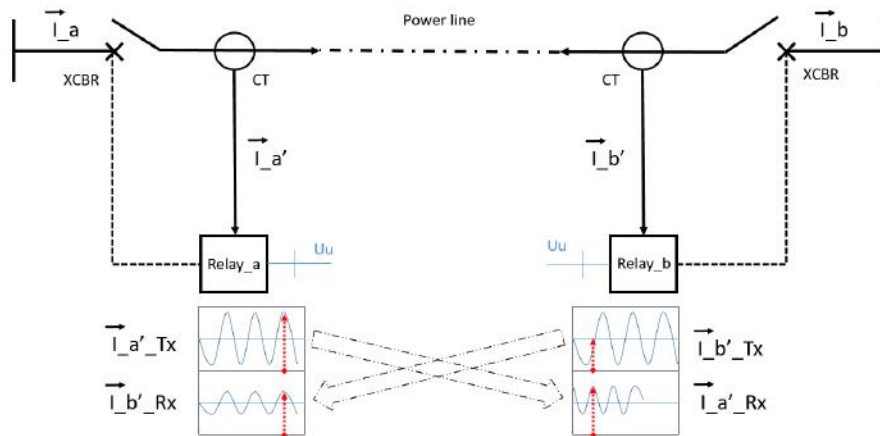 I_a
Power line
I_b
XCBR
CT
CT
XCBR
I_a'
I_b'
Uu
Uu
Relay_a
Relay_b
I_a'_Tx
I_b'_Tx
I_b'_Rx
I_a'_Rx